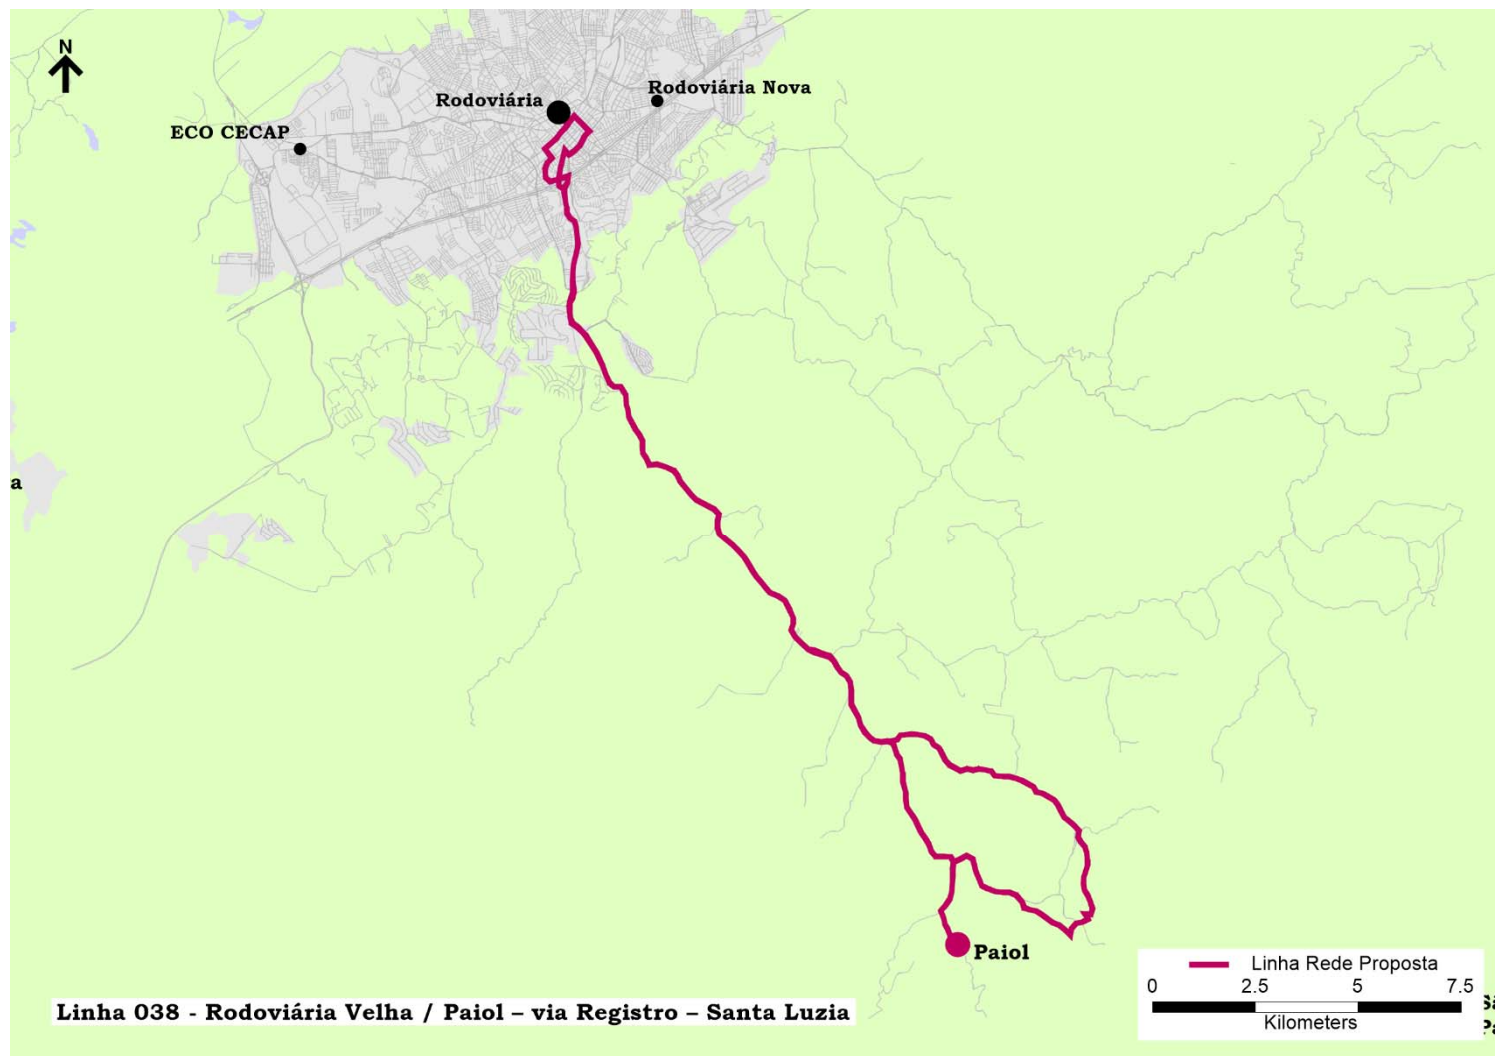 N
Rodoviária
Rodoviária Nova
ECO CECAP
a
Paiol
Linha Rede Proposta
0 2.5 5 7.5
Kilometers
Linha 038 - Rodoviária Velha / Paiol – via Registro – Santa Luzia